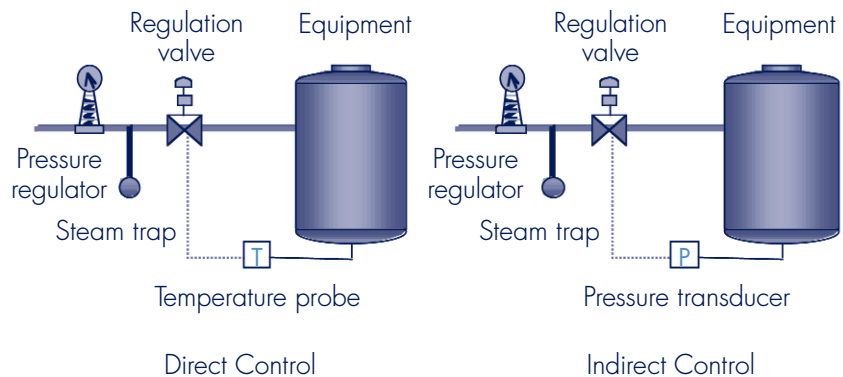 Regulation
valve
Equipment
Pressure
regulator
Steam trap
T
Temperature probe
Direct Control
Regulation
valve
Equipment
Pressure
regulator
Steam trap
P
Pressure transducer
Indirect Control